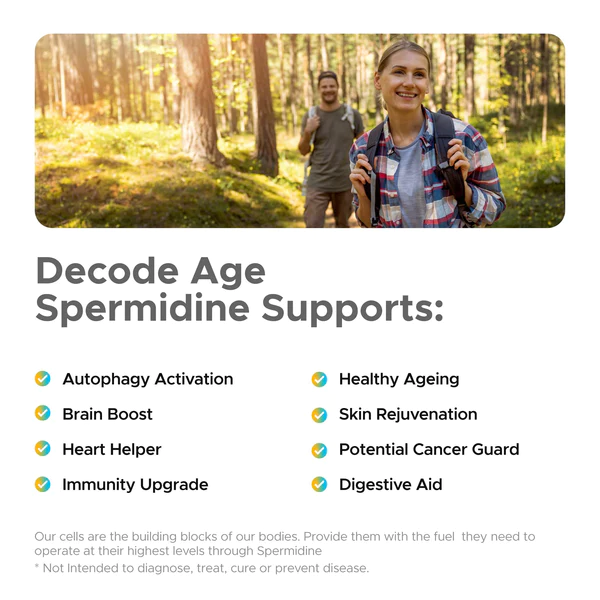 Decode Age
Spermidine Supports:
Autophagy Activation
Brain Boost
Heart Helper
Immunity Upgrade
Healthy Ageing
Skin Rejuvenation
Potential Cancer Guard
Digestive Aid
Our cells are the building blocks of our bodies. Provide them with the fuel they need to
operate at their highest levels through Spermidine
* Not Intended to diagnose, treat, cure or prevent disease.